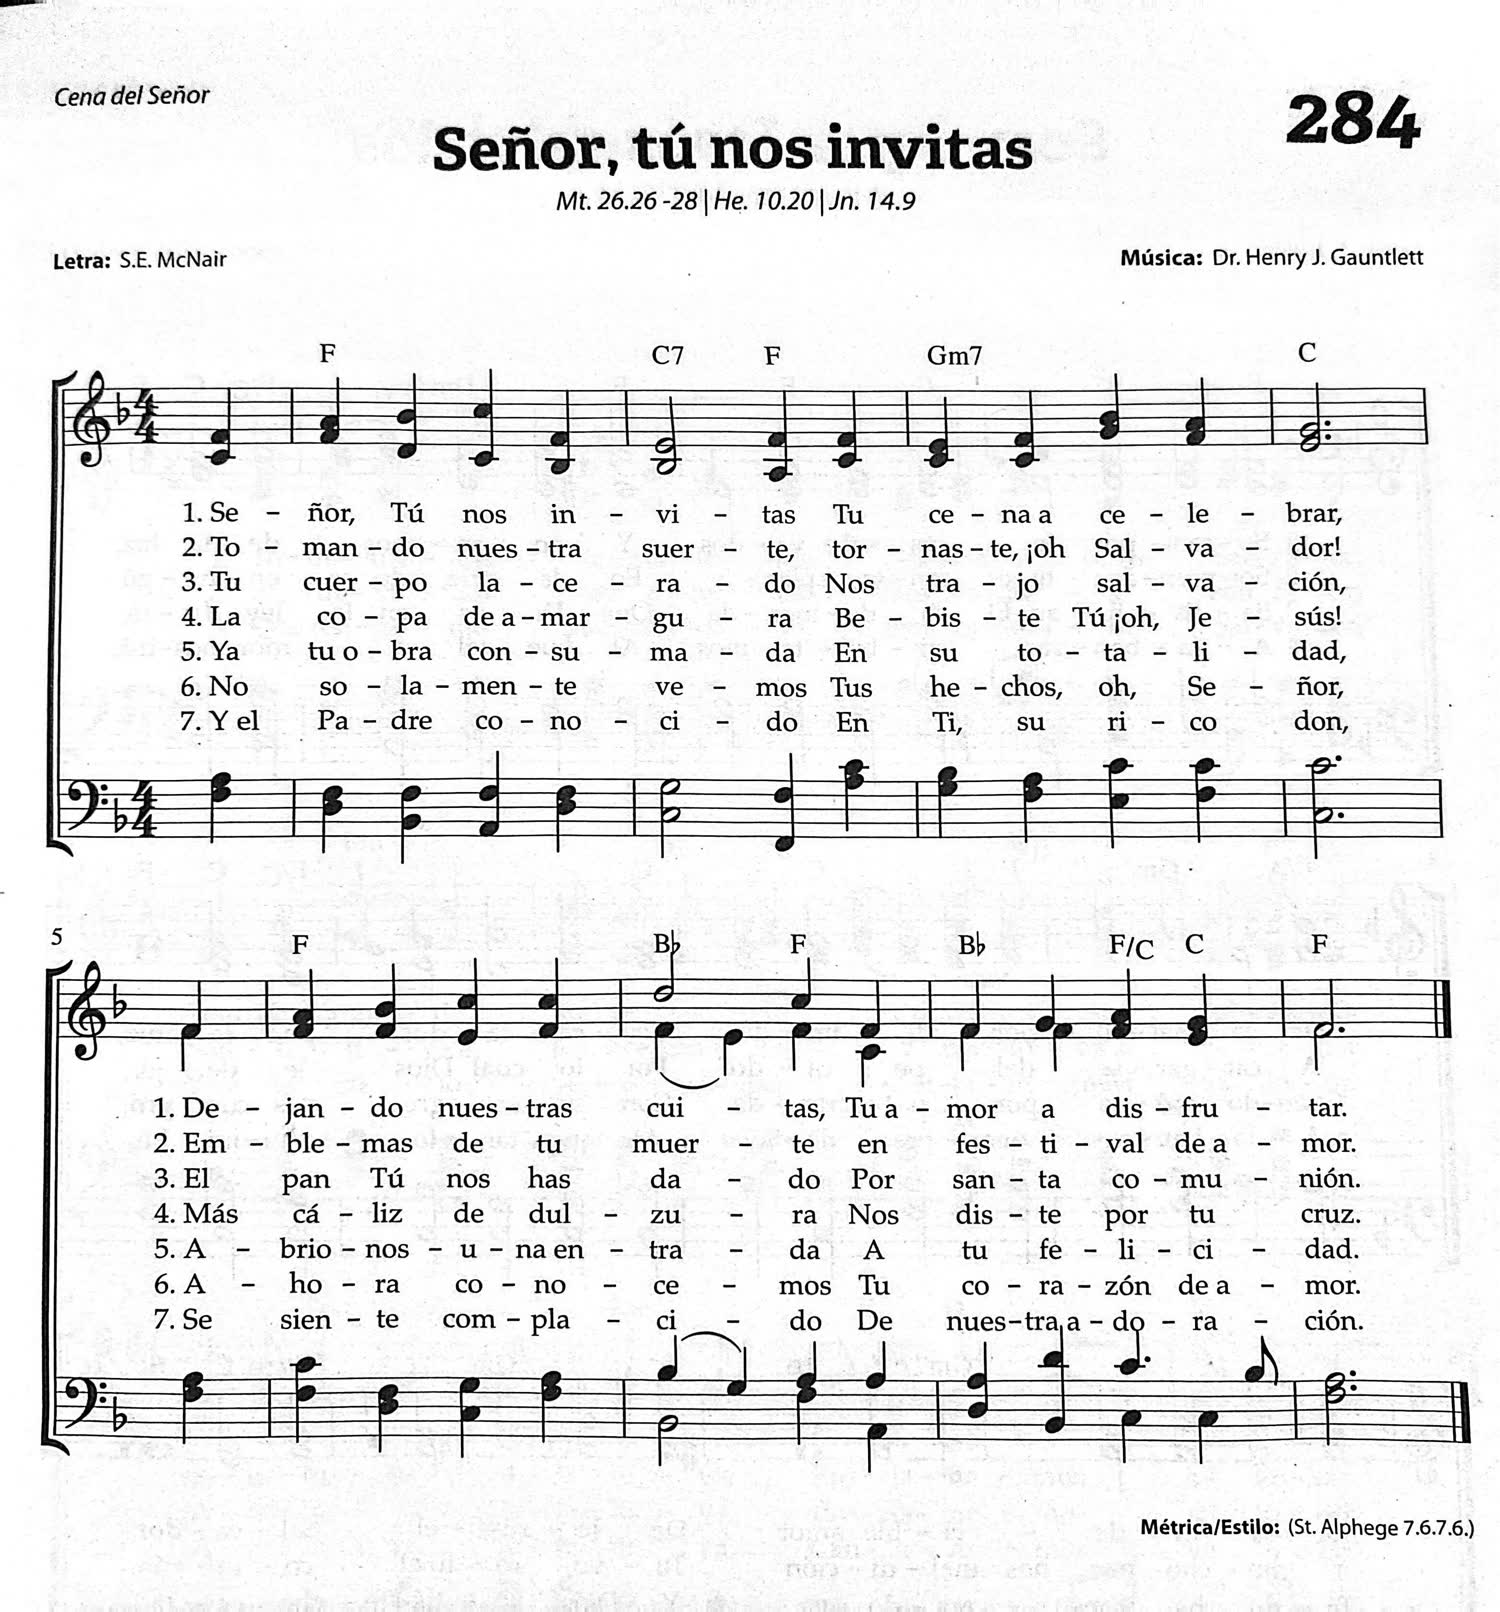 Cena del Señor
284
Señor, tú nos invitas
Mt. 26.26 -28 | He. 10.20 | Jn. 14.9
Letra: S.E. McNair
Música: Dr. Henry J. Gauntlett
F C7 F Gm7 C
1. Se - ñor, Tú nos in - vi - tas Tu ce - na a ce - le - brar,
2. To - man - do nues - tra suer - te, tor - nas - te, ¡oh Sal - va - dor!
3. Tu cuer - po la - ce - ra - do Nos tra - jo sal - va - ción,
4. La co - pa de a - mar - gu - ra Be - bis - te Tú ¡oh, Je - sús!
5. Ya tu o - bra con - su - ma - da En su to - ta - li - dad,
6. No so - la - men - te ve - mos Tus he - chos, oh, Se - ñor,
7. Y el Pa - dre co - no - ci - do En Ti, su ri - co don,
5
F B♭ F B♭ F/C C F
1. De - jan - do nues - tras cui - tas, Tu a - mor a dis - fru - tar.
2. Em - ble - mas de tu muer - te en fes - ti - val de a - mor.
3. El pan Tú nos has da - do Por san - ta co - mu - nión.
4. Más cá - liz de dul - zu - ra Nos dis - te por tu cruz.
5. A - brio - nos - u - na en - tra - da A tu fe - li - ci - dad.
6. A - ho - ra co - no - ce - mos Tu co - ra - zón de a - mor.
7. Se sien - te com - pla - ci - do De nues - tra a - do - ra - ción.
Métrica/Estilo: (St. Alphege 7.6.7.6.)